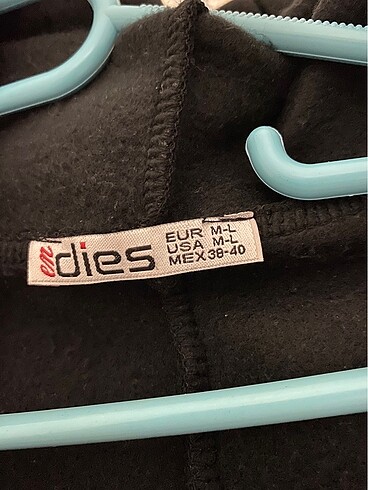 en dies
EUR M-L
USA M-L
MEX 38-40